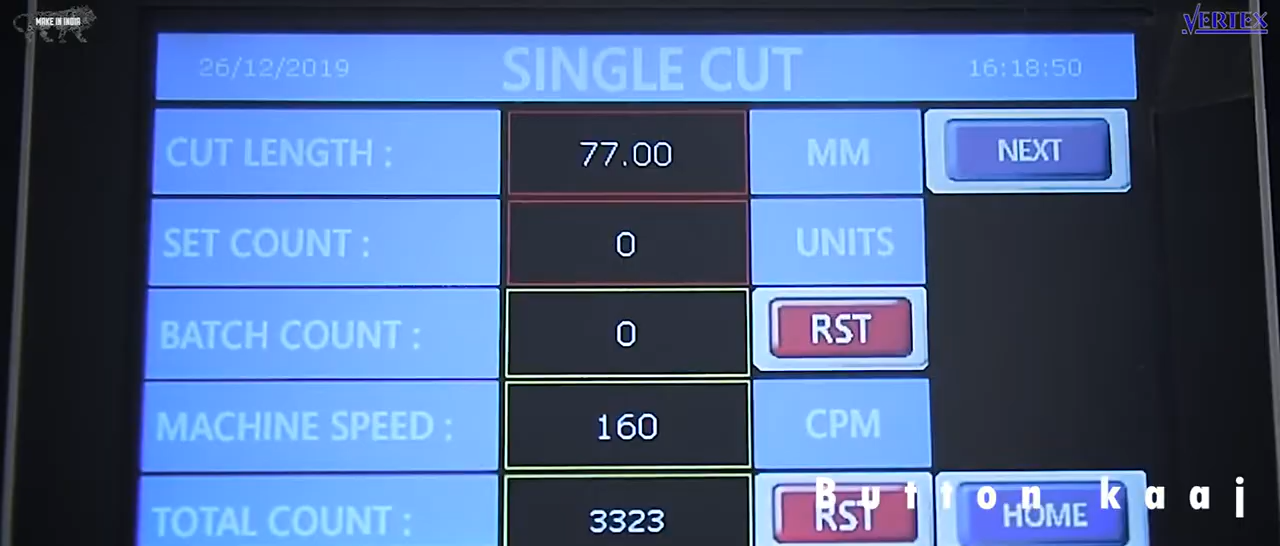 MAKE IN INDIA
VERTEX
26/12/2019 SINGLE CUT 16:18:50
CUT LENGTH : 77.00 MM NEXT
SET COUNT : 0 UNITS
BATCH COUNT : 0 RST
MACHINE SPEED : 160 CPM
Button kaaj
TOTAL COUNT : 3323 RST HOME